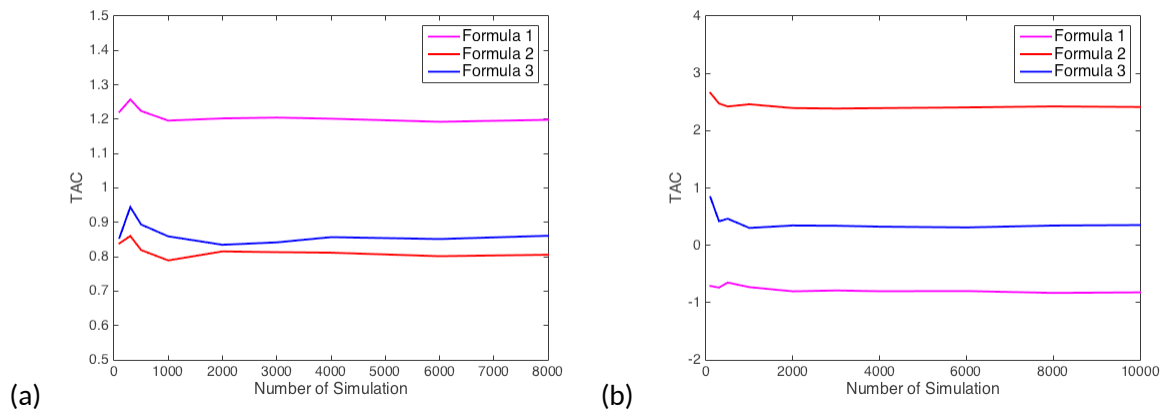 1.5
1.4
1.3
1.2
1.1
1
0.9
0.8
0.7
0.6
0.5
TAC
0 1000 2000 3000 4000 5000 6000 7000 8000
Number of Simulation
Formula 1
Formula 2
Formula 3
(a)
4
3
2
1
0
-1
-2
TAC
0 2000 4000 6000 8000 10000
Number of Simulation
Formula 1
Formula 2
Formula 3
(b)